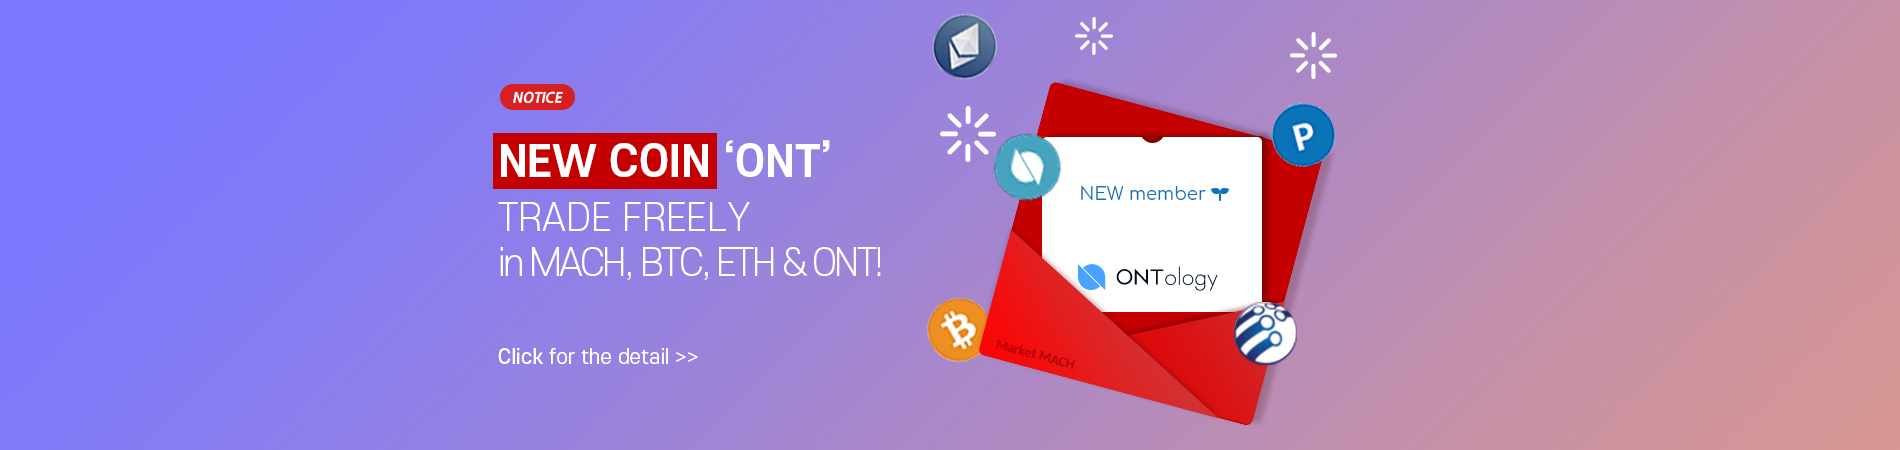 NOTICE
NEW COIN ‘ONT’
TRADE FREELY
in MACH, BTC, ETH & ONT!
Click for the detail >>
P
NEW member
ONTology
Market MACH